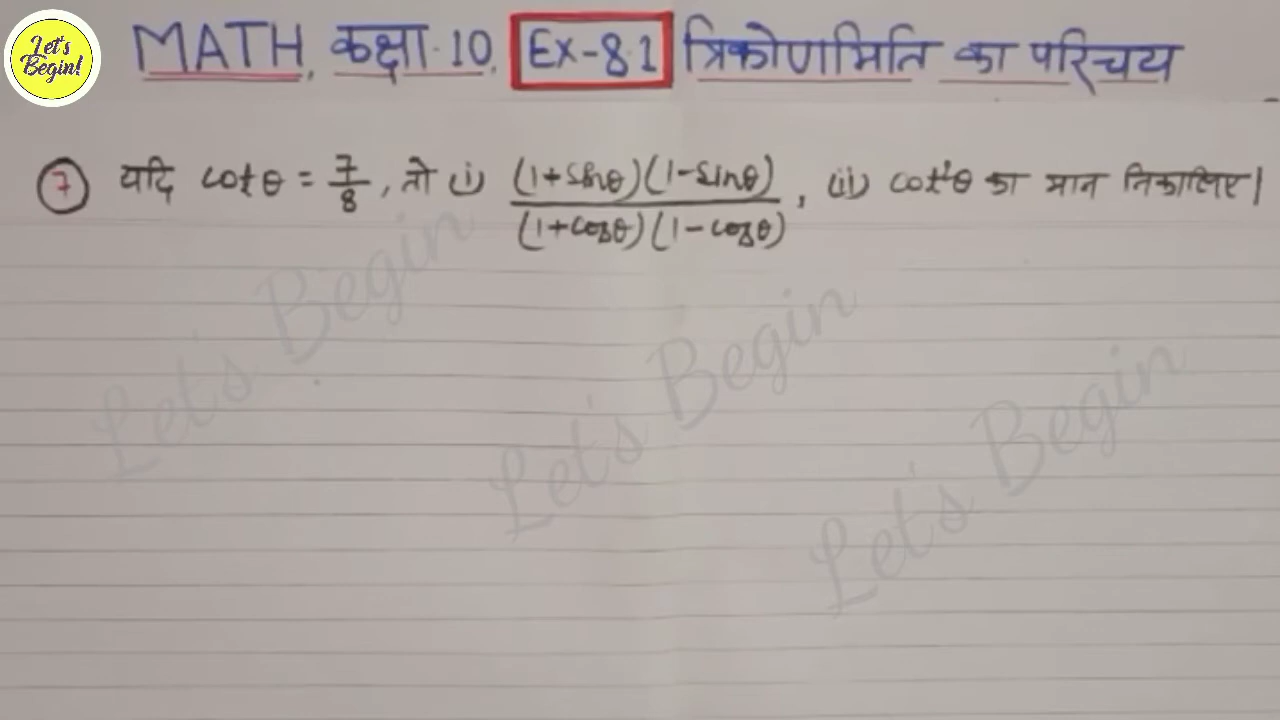 Let's
Begin!
MATH, कक्षा-10, Ex-8.1 त्रिकोणमिति का परिचय
7 यदि cotθ = 7/8, तो (i) (1+sinθ)(1-sinθ)/(1+cosθ)(1-cosθ), (ii) cot²θ का मान निकालिए।
Let's Begin
Let's Begin
Let's Begin